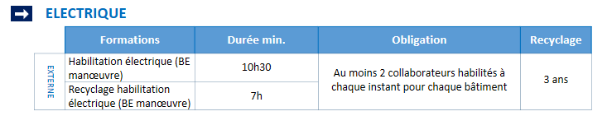 ELECTRIQUE
Formations Durée min. Obligation Recyclage
EXTERNE
Habilitation électrique (BE
manœuvre)
10h30
Recyclage habilitation
électrique (BE manœuvre)
7h
Au moins 2 collaborateurs habilités à
chaque instant pour chaque bâtiment
3 ans